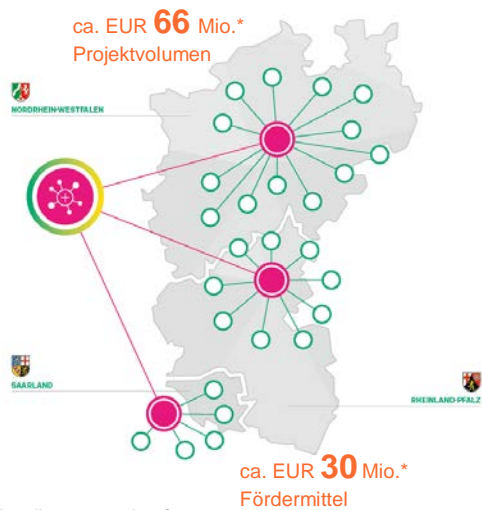 ca. EUR 66 Mio.*
Projektvolumen
NORDRHEIN-WESTFALEN
SAARLAND
RHEINLAND-PFALZ
ca. EUR 30 Mio.*
Fördermittel